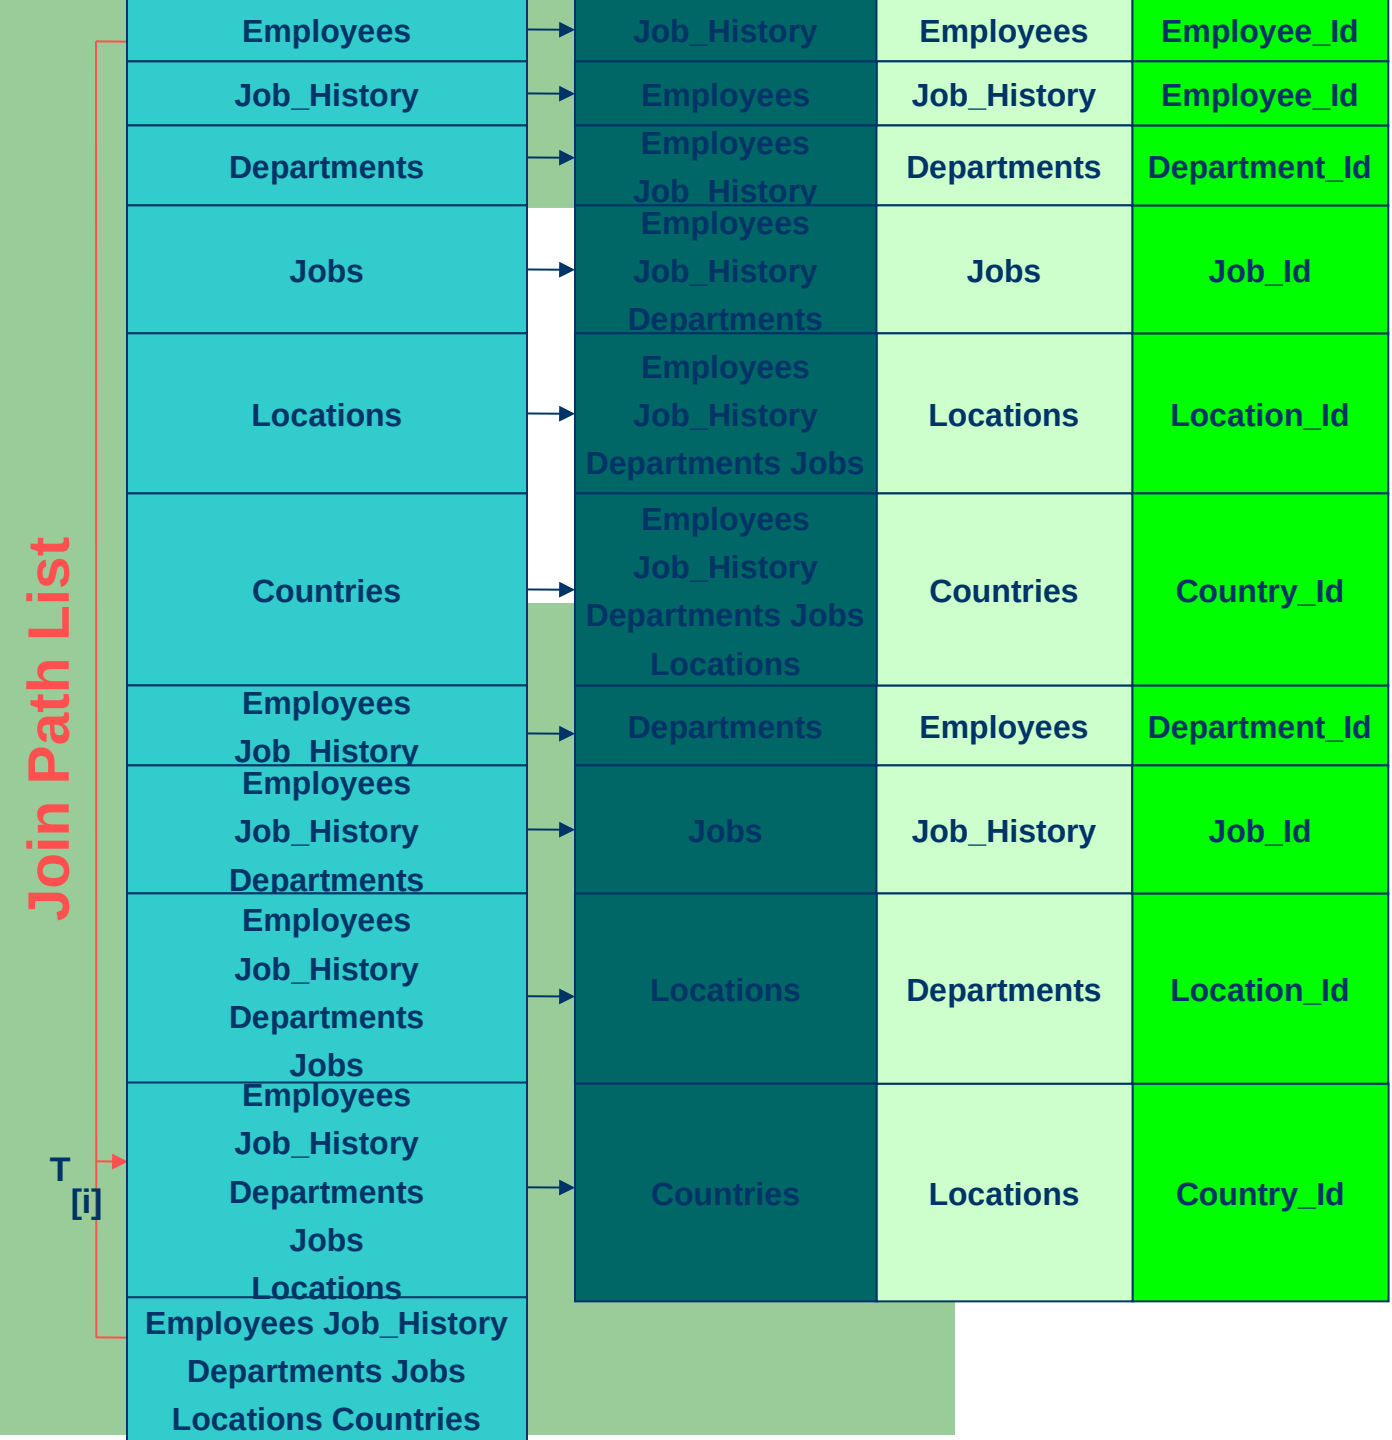 Employees Job_History Employees Employee_Id
Job_History Employees Job_History Employee_Id
Departments Employees Departments Department_Id
Job_History
Jobs Employees Jobs Job_Id
Job_History
Departments
Locations Employees Locations Location_Id
Job_History
Departments Jobs
Countries Employees Countries Country_Id
Job_History
Departments Jobs
Locations
Employees Departments Employees Department_Id
Job_History
Employees
Job_History Jobs Job_History Job_Id
Departments
Employees
Job_History Locations Departments Location_Id
Departments
Jobs
Employees
Job_History
Departments Countries Locations Country_Id
Jobs
Locations
Employees Job_History
Departments Jobs
Locations Countries
Join Path List
T
[i]